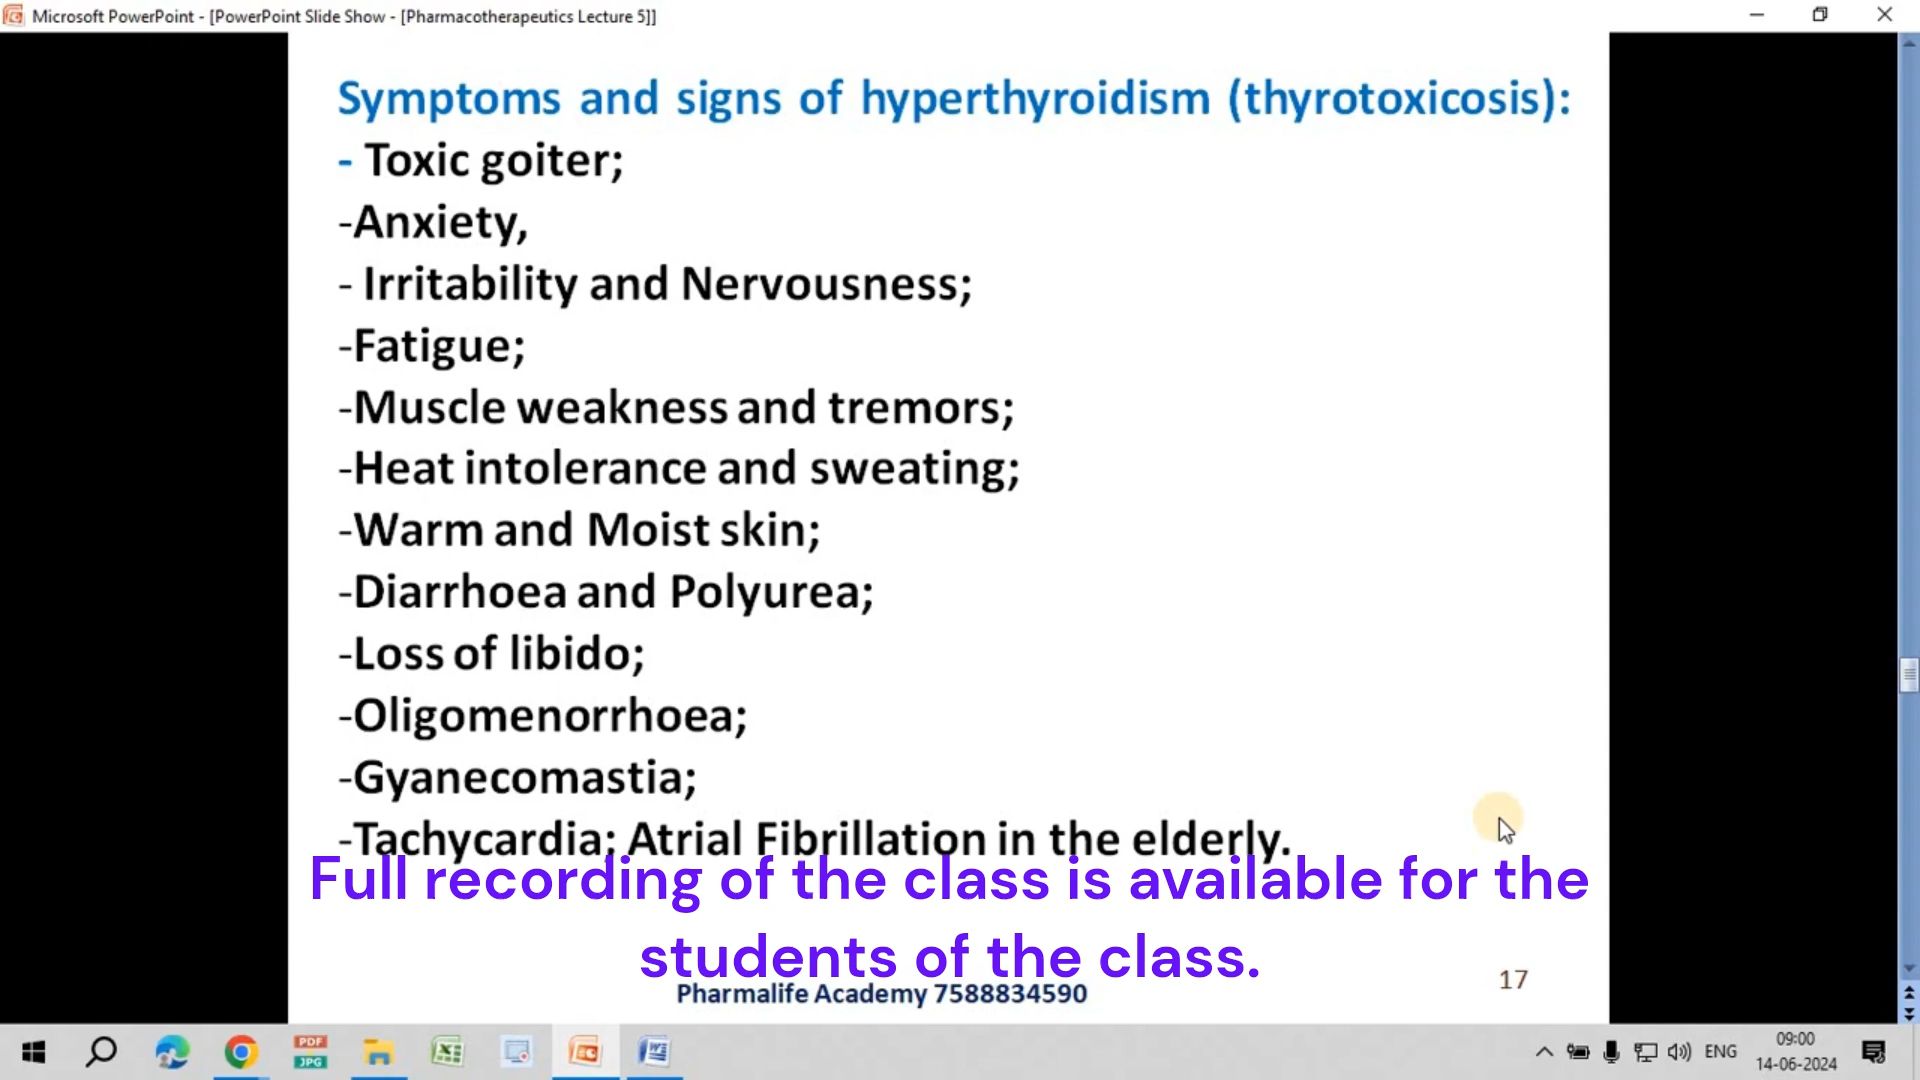 Microsoft PowerPoint - [PowerPoint Slide Show - [Pharmacotherapeutics Lecture 5]]
Symptoms and signs of hyperthyroidism (thyrotoxicosis):
- Toxic goiter;
-Anxiety,
- Irritability and Nervousness;
-Fatigue;
-Muscle weakness and tremors;
-Heat intolerance and sweating;
-Warm and Moist skin;
-Diarrhoea and Polyurea;
-Loss of libido;
-Oligomenorrhoea;
-Gyanecomastia;
-Tachycardia; Atrial Fibrillation in the elderly.
Full recording of the class is available for the
students of the class.
Pharmalife Academy 7588834590
17
PDF
JPG
ENG
09:00
14-06-2024